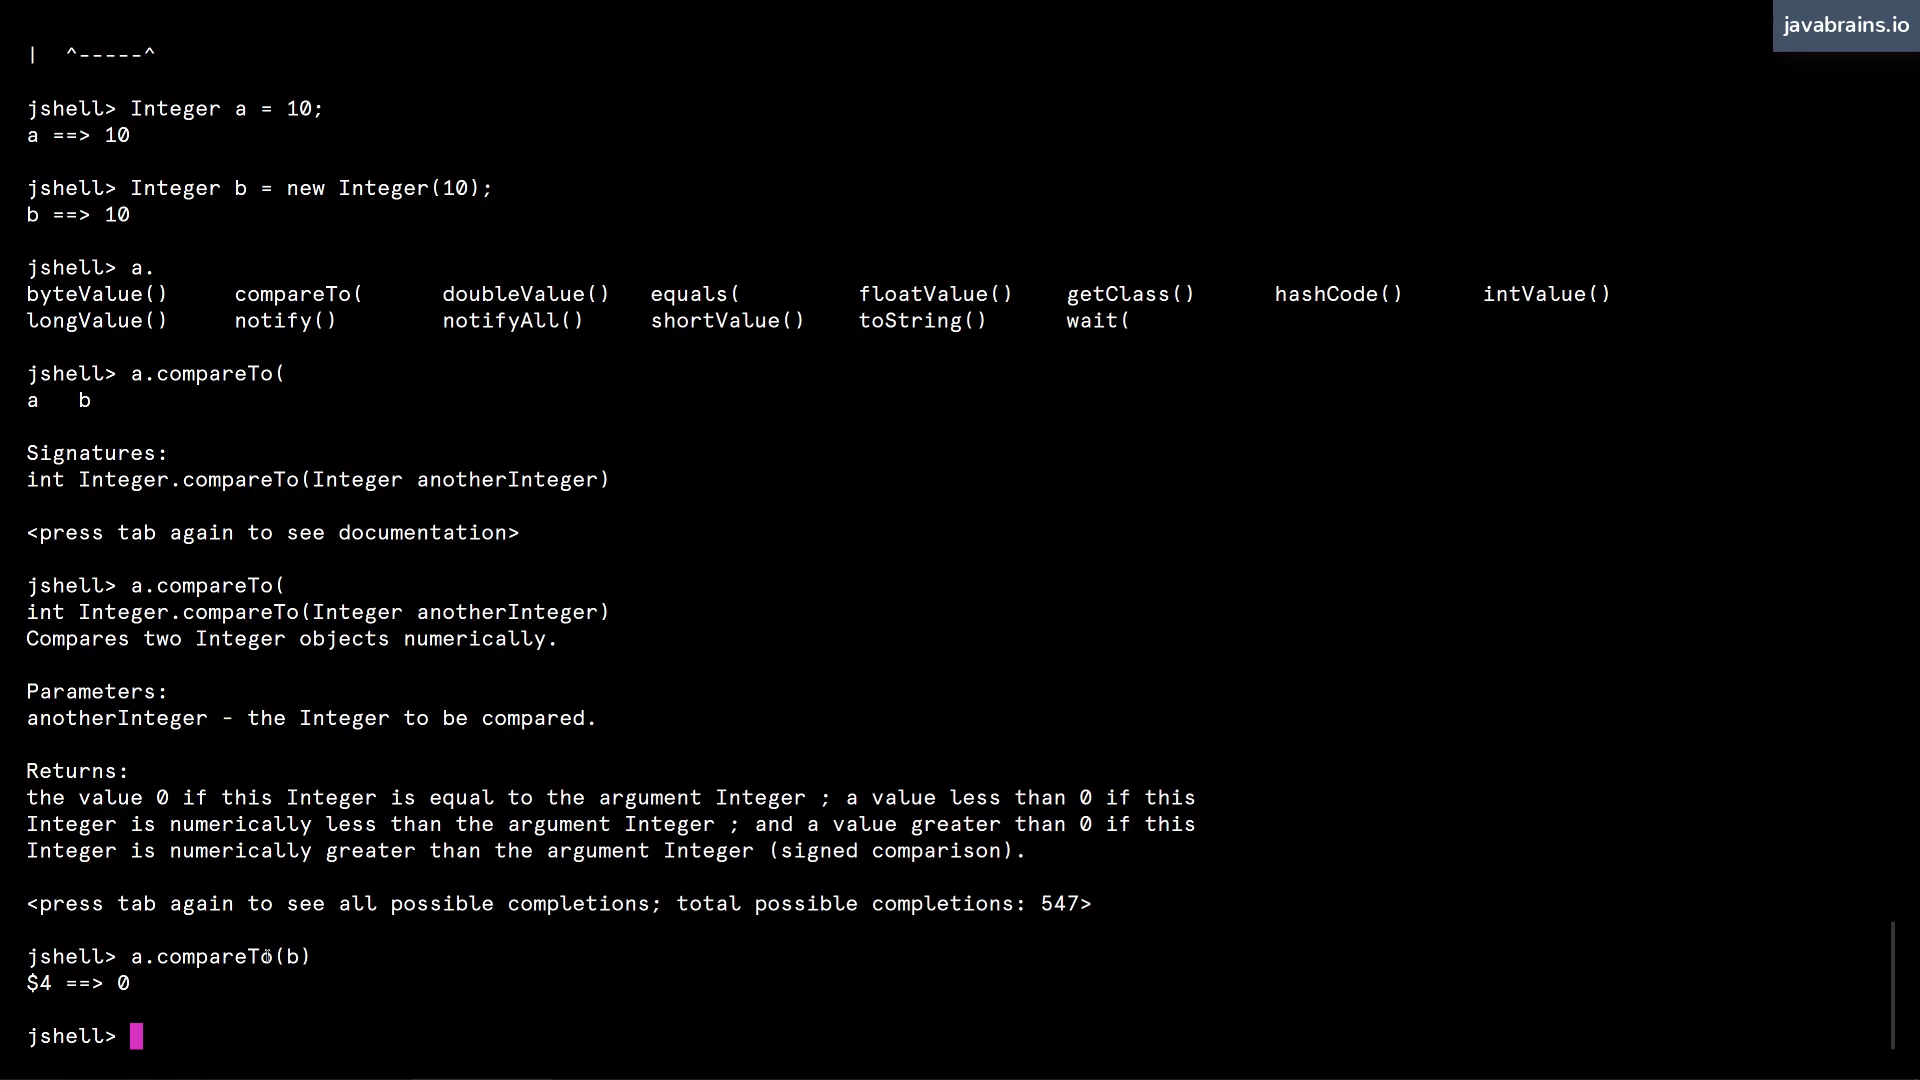 javabrains.io
| ^-----^
jshell> Integer a = 10;
a ==> 10
jshell> Integer b = new Integer(10);
b ==> 10
jshell> a.
byteValue() compareTo( doubleValue() equals( floatValue() getClass() hashCode() intValue()
longValue() notify() notifyAll() shortValue() toString() wait(
jshell> a.compareTo(
a b
Signatures:
int Integer.compareTo(Integer anotherInteger)
<press tab again to see documentation>
jshell> a.compareTo(
int Integer.compareTo(Integer anotherInteger)
Compares two Integer objects numerically.
Parameters:
anotherInteger - the Integer to be compared.
Returns:
the value 0 if this Integer is equal to the argument Integer ; a value less than 0 if this
Integer is numerically less than the argument Integer ; and a value greater than 0 if this
Integer is numerically greater than the argument Integer (signed comparison).
<press tab again to see all possible completions; total possible completions: 547>
jshell> a.compareTo(b)
$4 ==> 0
jshell>